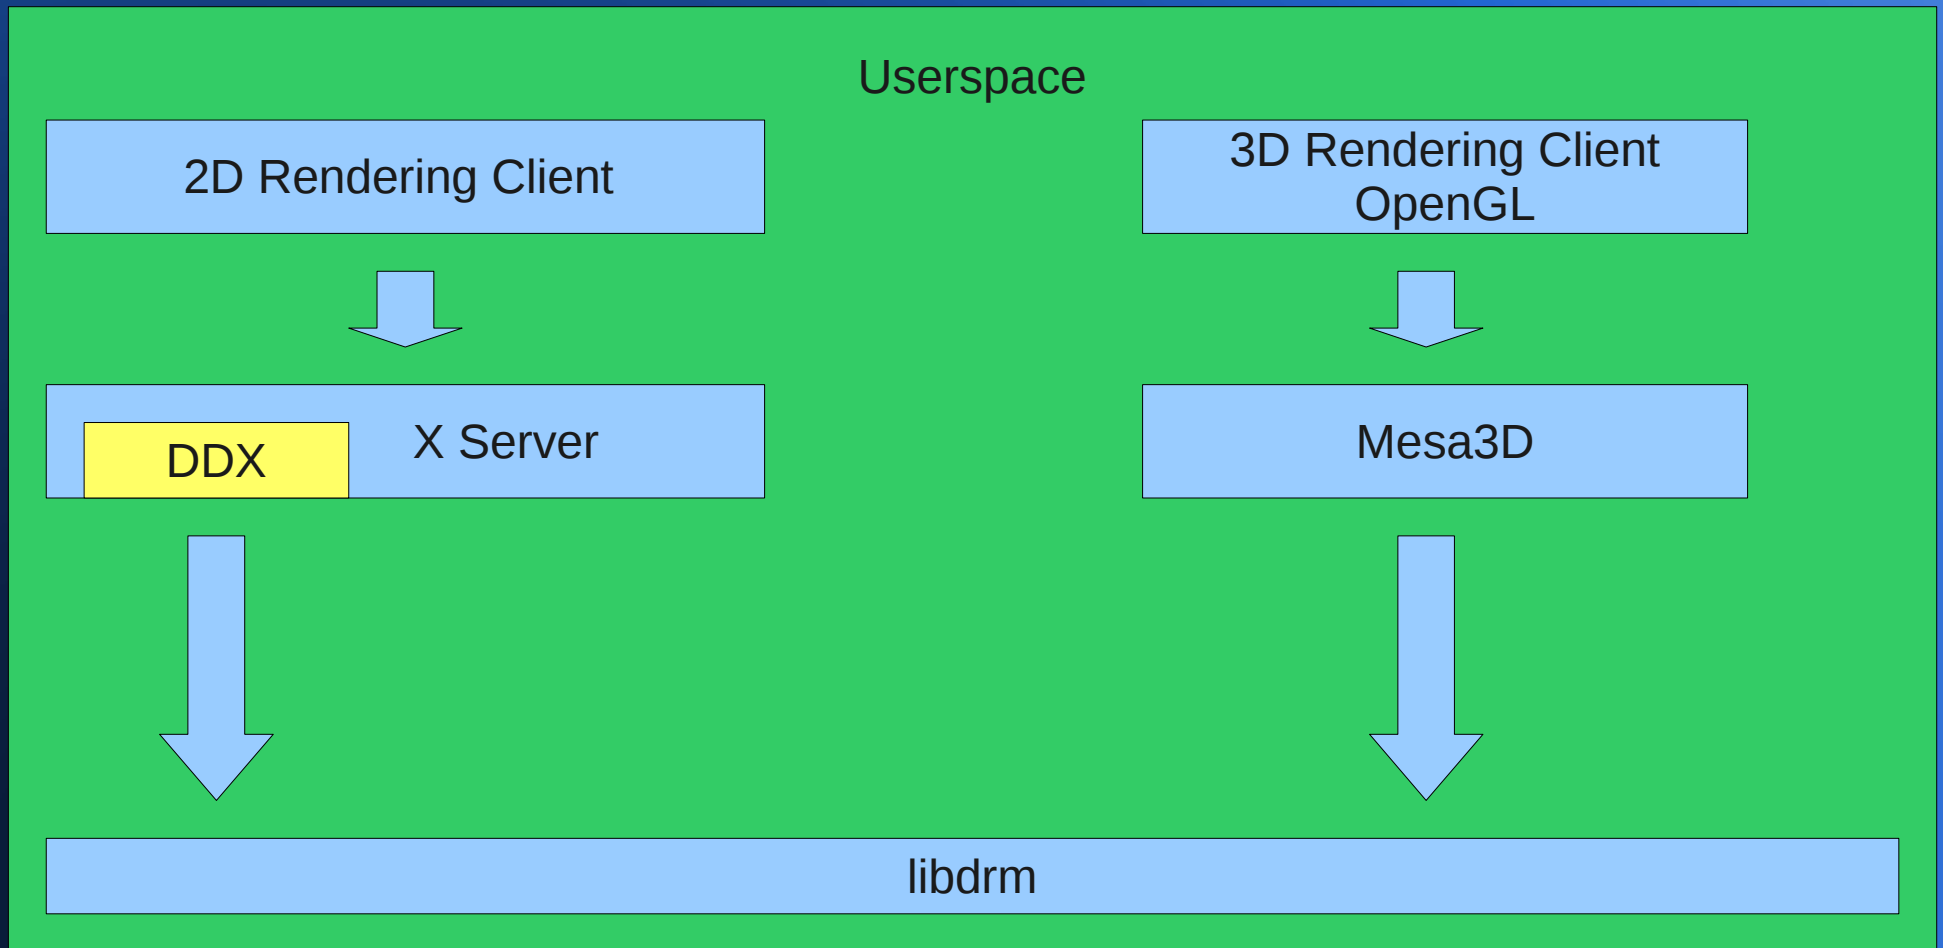 Userspace
2D Rendering Client
3D Rendering Client
OpenGL
DDX
X Server
Mesa3D
libdrm